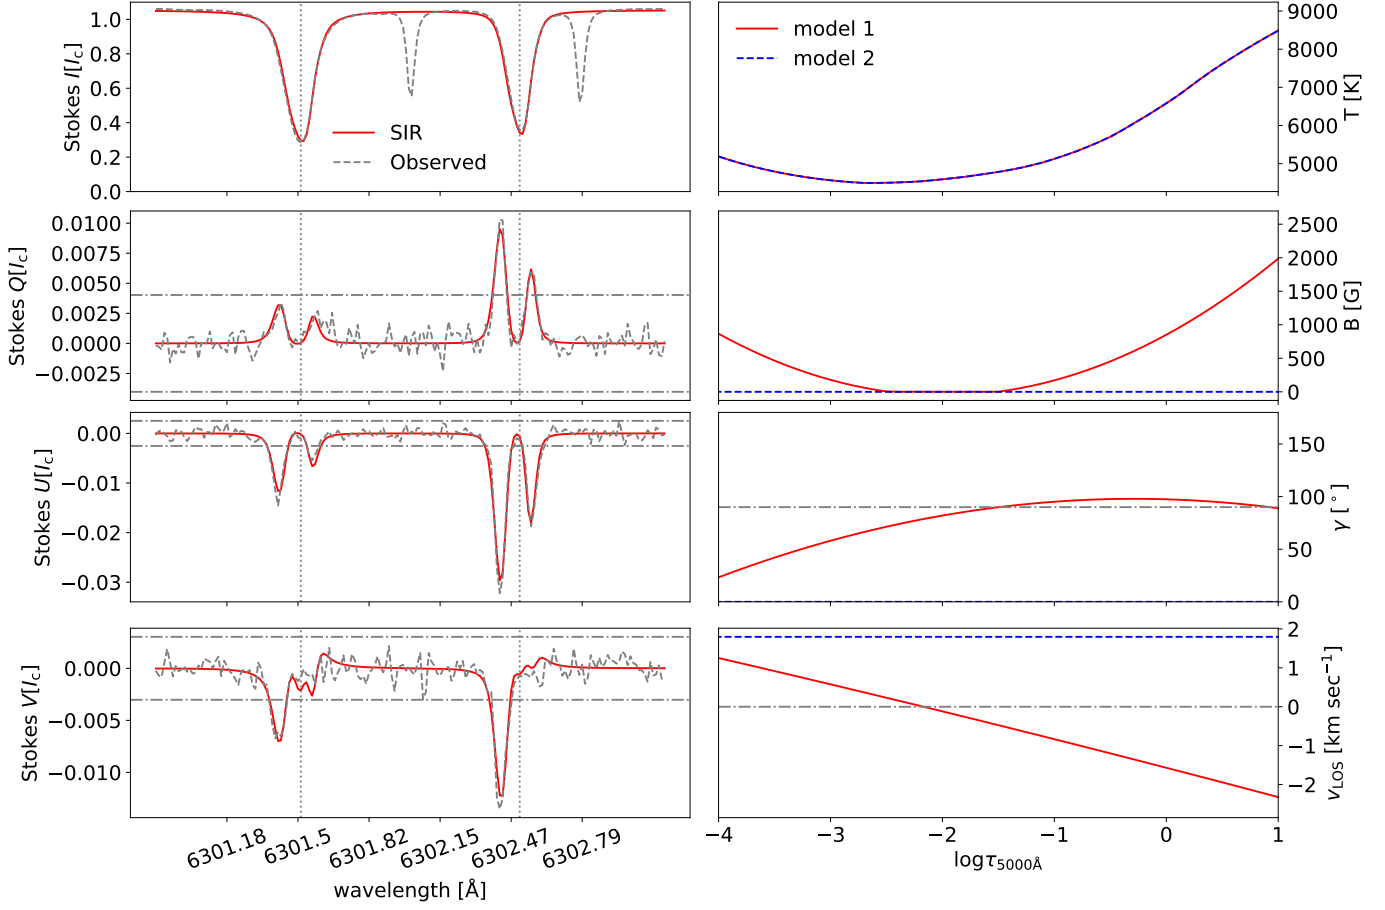 Stokes I[Ic]
1.0
0.8
0.6
0.4
0.2
0.0
SIR
Observed
model 1
model 2
9000
8000
7000
6000
5000
T [K]
Stokes Q[Ic]
0.0100
0.0075
0.0050
0.0025
0.0000
−0.0025
2500
2000
1500
1000
500
0
B [G]
Stokes U[Ic]
0.00
−0.01
−0.02
−0.03
150
100
50
0
γ [°]
Stokes V[Ic]
0.000
−0.005
−0.010
2
1
0
−1
−2
vLOS [km sec−1]
6301.18 6301.5 6301.82 6302.15 6302.47 6302.79
wavelength [Å]
−4 −3 −2 −1 0 1
logτ5000Å